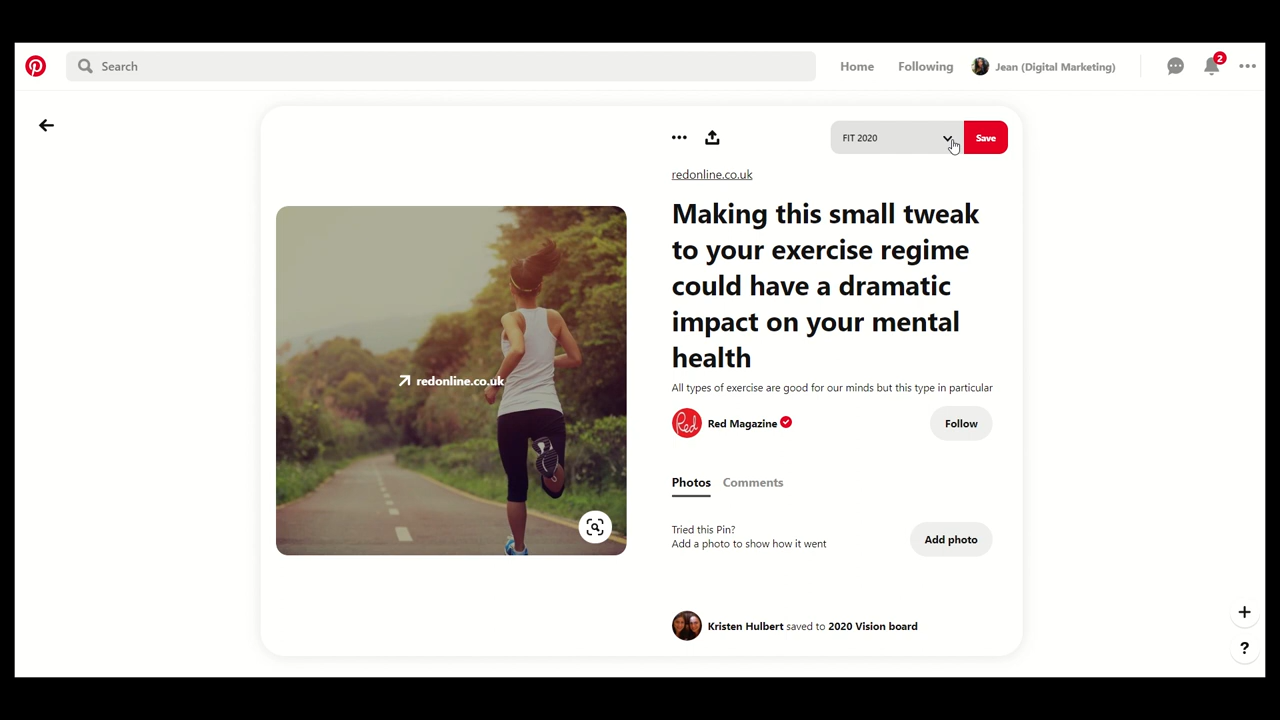 Search
Home
Following
Jean (Digital Marketing)
2
FIT 2020
Save
redonline.co.uk
Making this small tweak
to your exercise regime
could have a dramatic
impact on your mental
health
All types of exercise are good for our minds but this type in particular
redonline.co.uk
Red
Red Magazine
Follow
Photos
Comments
Tried this Pin?
Add a photo to show how it went
Add photo
Kristen Hulbert saved to 2020 Vision board
+
?